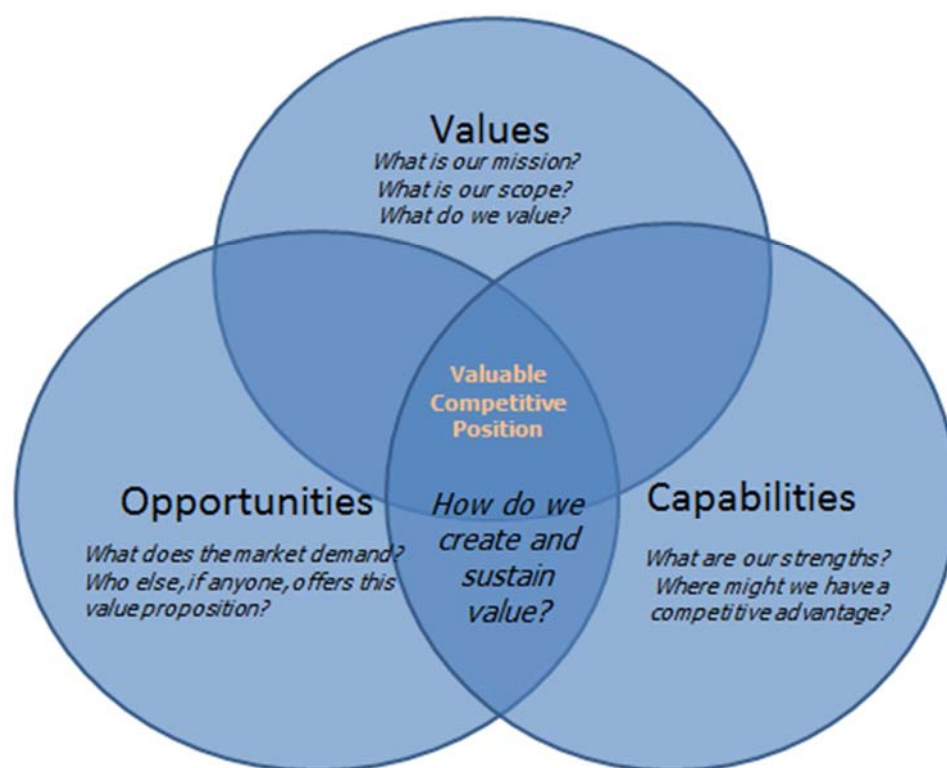 Values
What is our mission?
What is our scope?
What do we value?
Valuable
Competitive
Position
Opportunities
What does the market demand?
Who else, if anyone, offers this
value proposition?
How do we
create and
sustain
value?
Capabilities
What are our strengths?
Where might we have a
competitive advantage?